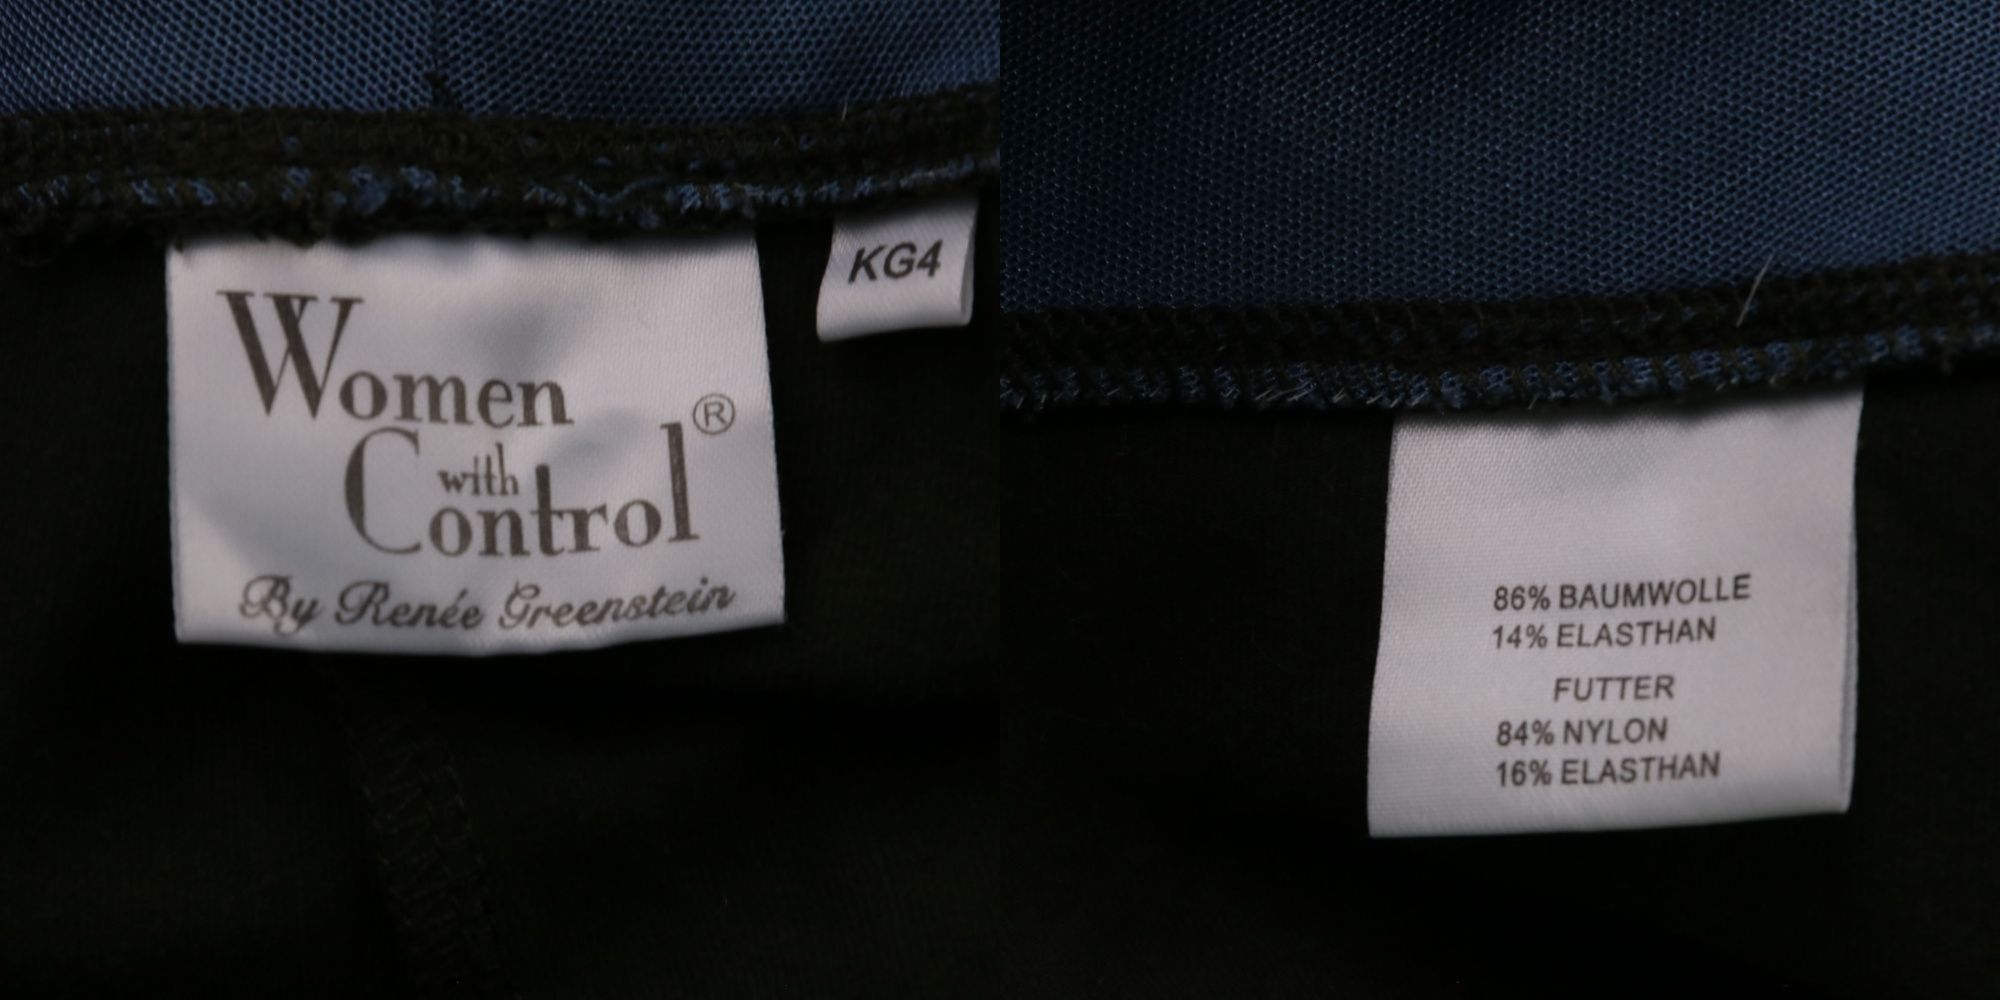 Women
with
Control®
By Renée Greenstein
KG4
86% BAUMWOLLE
14% ELASTHAN
FUTTER
84% NYLON
16% ELASTHAN